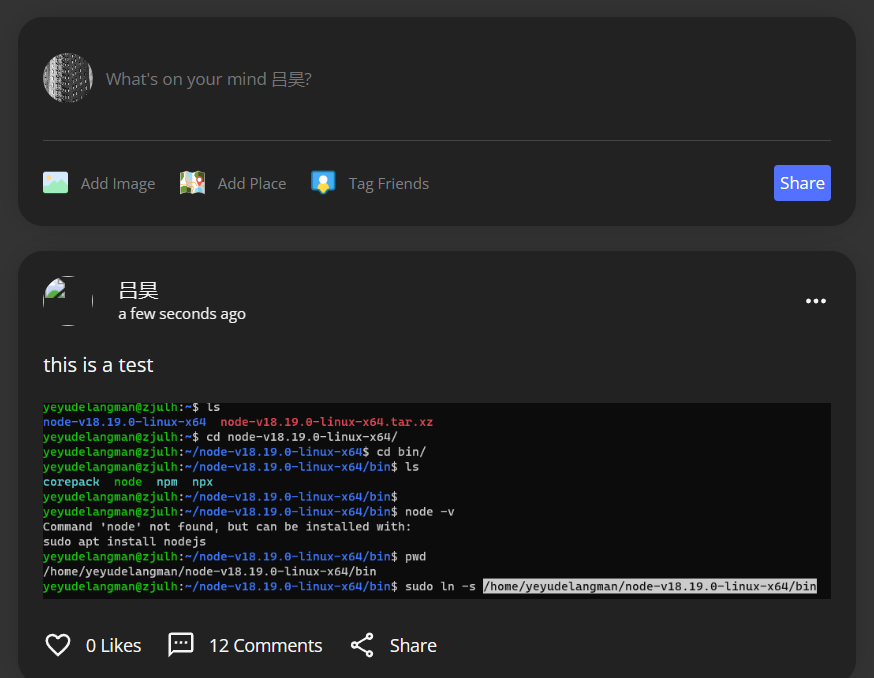 What's on your mind 吕昊?
Add Image Add Place Tag Friends Share
吕昊
a few seconds ago
this is a test
yeyudelangman@zjulh:~$ ls
node-v18.19.0-linux-x64  node-v18.19.0-linux-x64.tar.xz
yeyudelangman@zjulh:~$ cd node-v18.19.0-linux-x64/
yeyudelangman@zjulh:~/node-v18.19.0-linux-x64$ cd bin/
yeyudelangman@zjulh:~/node-v18.19.0-linux-x64/bin$ ls
corepack  node  npm  npx
yeyudelangman@zjulh:~/node-v18.19.0-linux-x64/bin$
yeyudelangman@zjulh:~/node-v18.19.0-linux-x64/bin$ node -v
Command 'node' not found, but can be installed with:
sudo apt install nodejs
yeyudelangman@zjulh:~/node-v18.19.0-linux-x64/bin$ pwd
/home/yeyudelangman/node-v18.19.0-linux-x64/bin
yeyudelangman@zjulh:~/node-v18.19.0-linux-x64/bin$ sudo ln -s /home/yeyudelangman/node-v18.19.0-linux-x64/bin
0 Likes 12 Comments Share